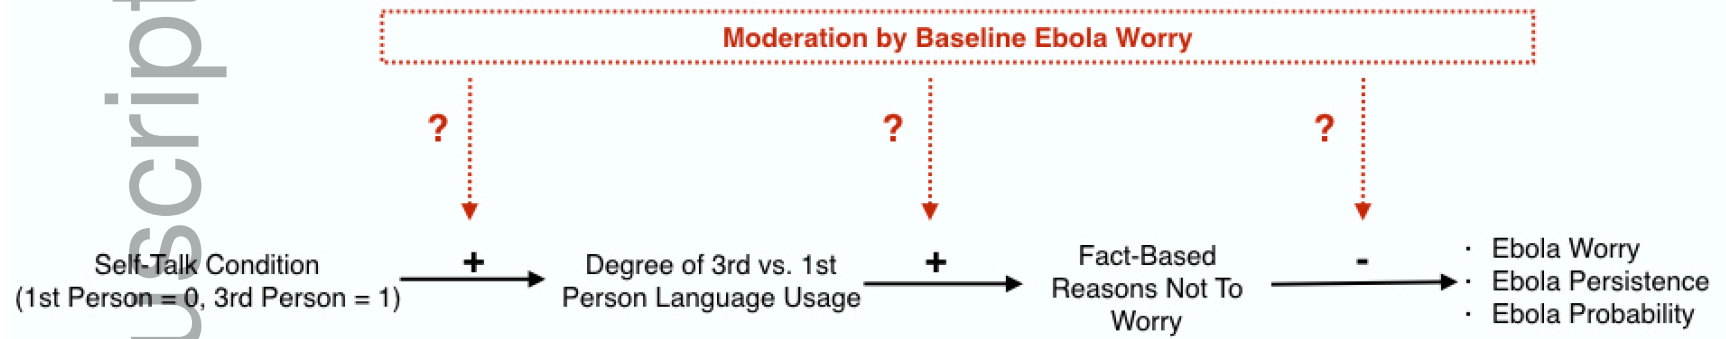 Moderation by Baseline Ebola Worry
? ? ?
+ + -
Self-Talk Condition
(1st Person = 0, 3rd Person = 1)
Degree of 3rd vs. 1st
Person Language Usage
Fact-Based
Reasons Not To
Worry
· Ebola Worry
· Ebola Persistence
· Ebola Probability
uscript